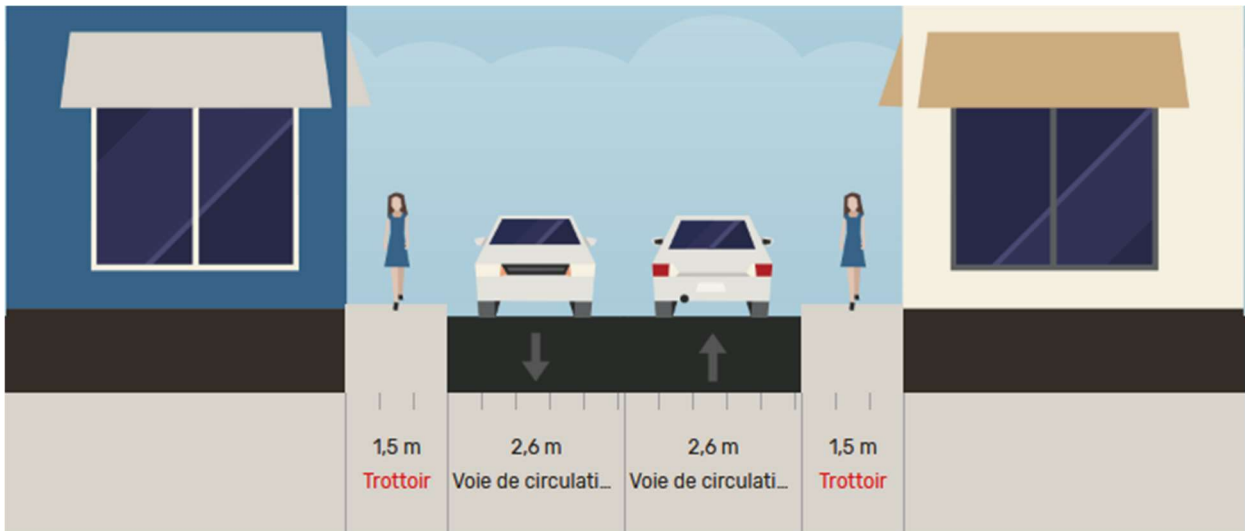 1,5 m
2,6 m
2,6 m
1,5 m
Trottoir
Voie de circulati...
Voie de circulati...
Trottoir